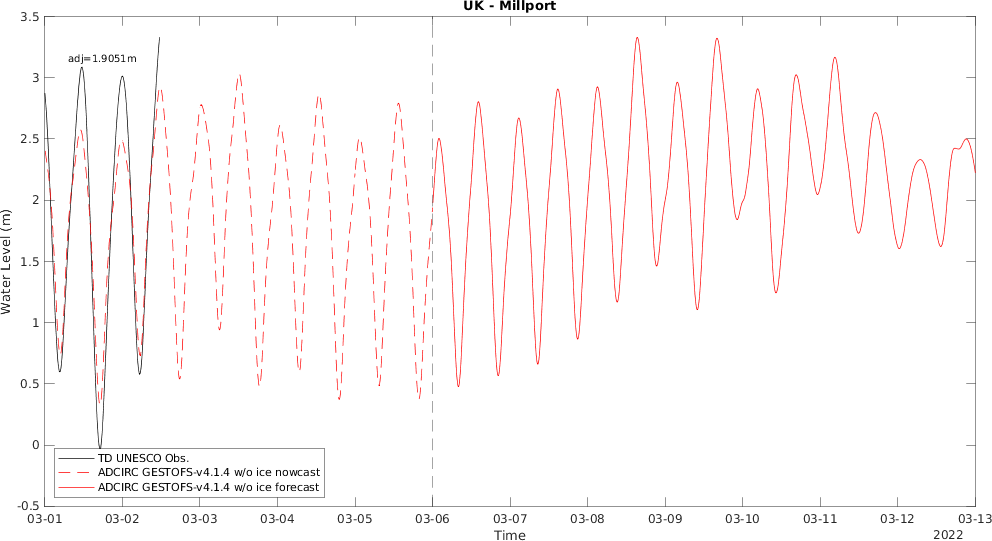 UK - Millport
adj=1.9051m
3.5
3
2.5
2
1.5
1
0.5
0
-0.5
Water Level (m)
TD UNESCO Obs.
ADCIRC GESTOFS-v4.1.4 w/o ice nowcast
ADCIRC GESTOFS-v4.1.4 w/o ice forecast
03-01 03-02 03-03 03-04 03-05 03-06 03-07 03-08 03-09 03-10 03-11 03-12 03-13
Time
2022